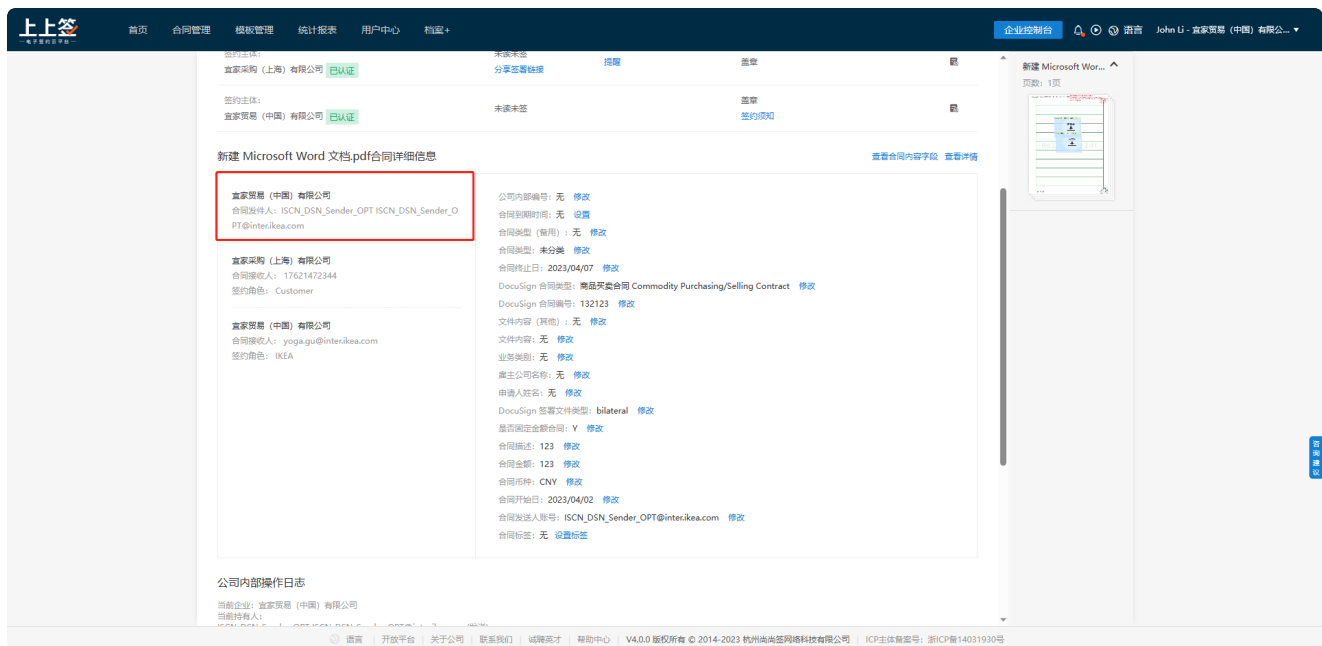 上上签
电子签约云平台
首页 合同管理 模板管理 统计报表 用户中心 档案+
企业控制台 语言 John Li - 宜家贸易（中国）有限公... ▼
签约主体:
宜家采购（上海）有限公司 已认证
未读未签
分享签署链接
提醒
盖章
签约主体:
宜家贸易（中国）有限公司 已认证
未读未签
盖章
签约须知
新建 Microsoft Wor...
页数：1页
新建 Microsoft Word 文档.pdf合同详细信息
查看合同内容字段 查看详情
宜家贸易（中国）有限公司
合同发件人：ISCN_DSN_Sender_OPT ISCN_DSN_Sender_O
PT@inter.ikea.com
宜家采购（上海）有限公司
合同接收人： 17621472344
签约角色： Customer
宜家贸易（中国）有限公司
合同接收人： yoga.gu@inter.ikea.com
签约角色： IKEA
公司内部编号：无 修改
合同到期时间：无 设置
合同类型（备用）：无 修改
合同类型：未分类 修改
合同终止日：2023/04/07 修改
DocuSign 合同类型：商品买卖合同 Commodity Purchasing/Selling Contract 修改
DocuSign 合同编号：132123 修改
文件内容（其他）：无 修改
文件内容：无 修改
业务类别：无 修改
雇主公司名称：无 修改
申请人姓名：无 修改
DocuSign 签署文件类型：bilateral 修改
是否固定金额合同：Y 修改
合同描述：123 修改
合同金额：123 修改
合同币种：CNY 修改
合同开始日：2023/04/02 修改
合同发送人账号：ISCN_DSN_Sender_OPT@inter.ikea.com 修改
合同标签：无 设置标签
咨询建议
公司内部操作日志
当前企业：宜家贸易（中国）有限公司
当前持有人：
语言 | 开放平台 | 关于公司 | 联系我们 | 诚聘英才 | 帮助中心 | V4.0.0 版权所有 © 2014-2023 杭州尚尚签网络科技有限公司 | ICP主体备案号：浙ICP备14031930号